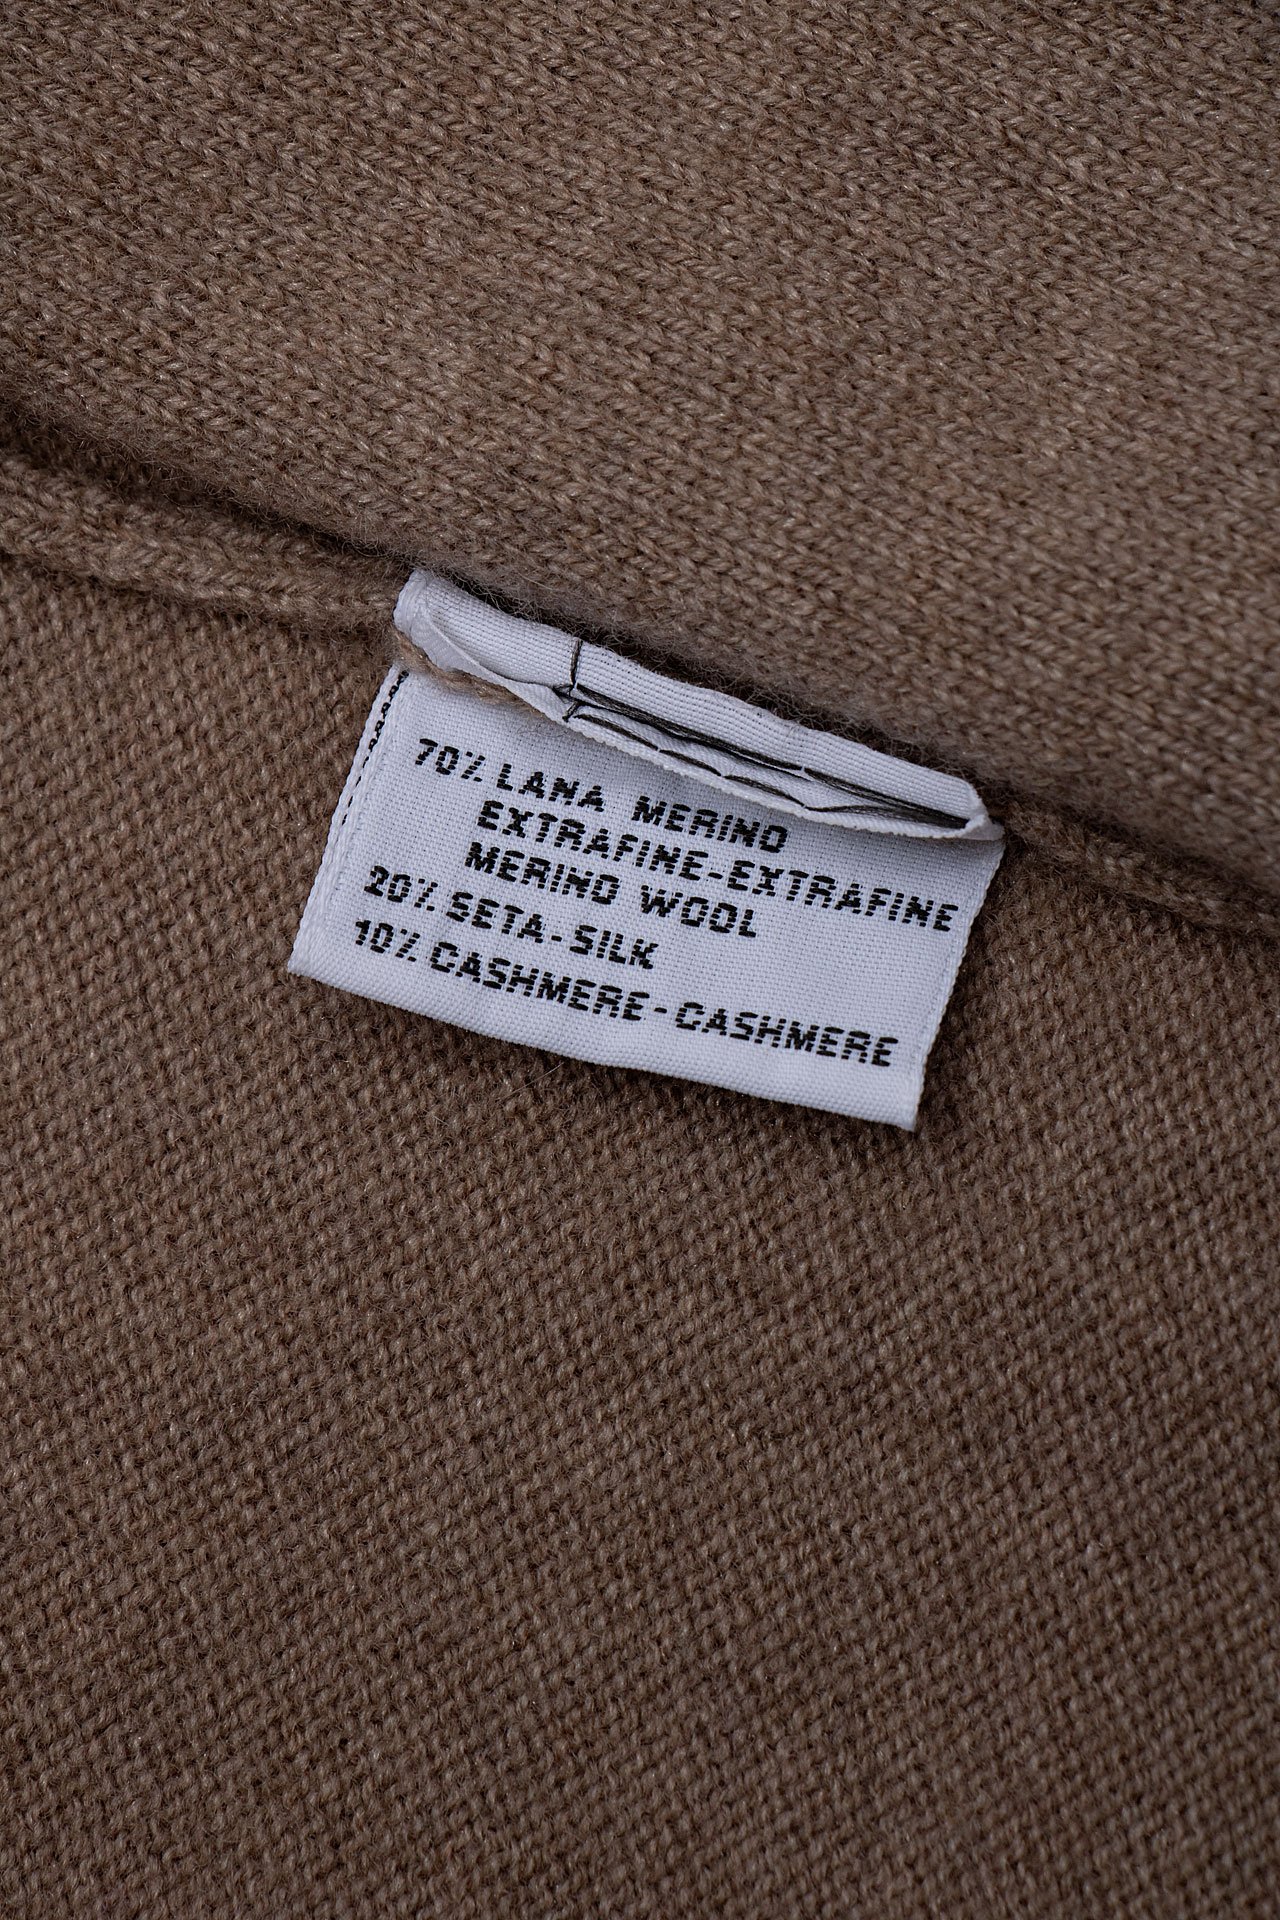 70% LANA MERINO
EXTRAFINE-EXTRAFINE
MERINO WOOL
20% SETA-SILK
10% CASHMERE-CASHMERE